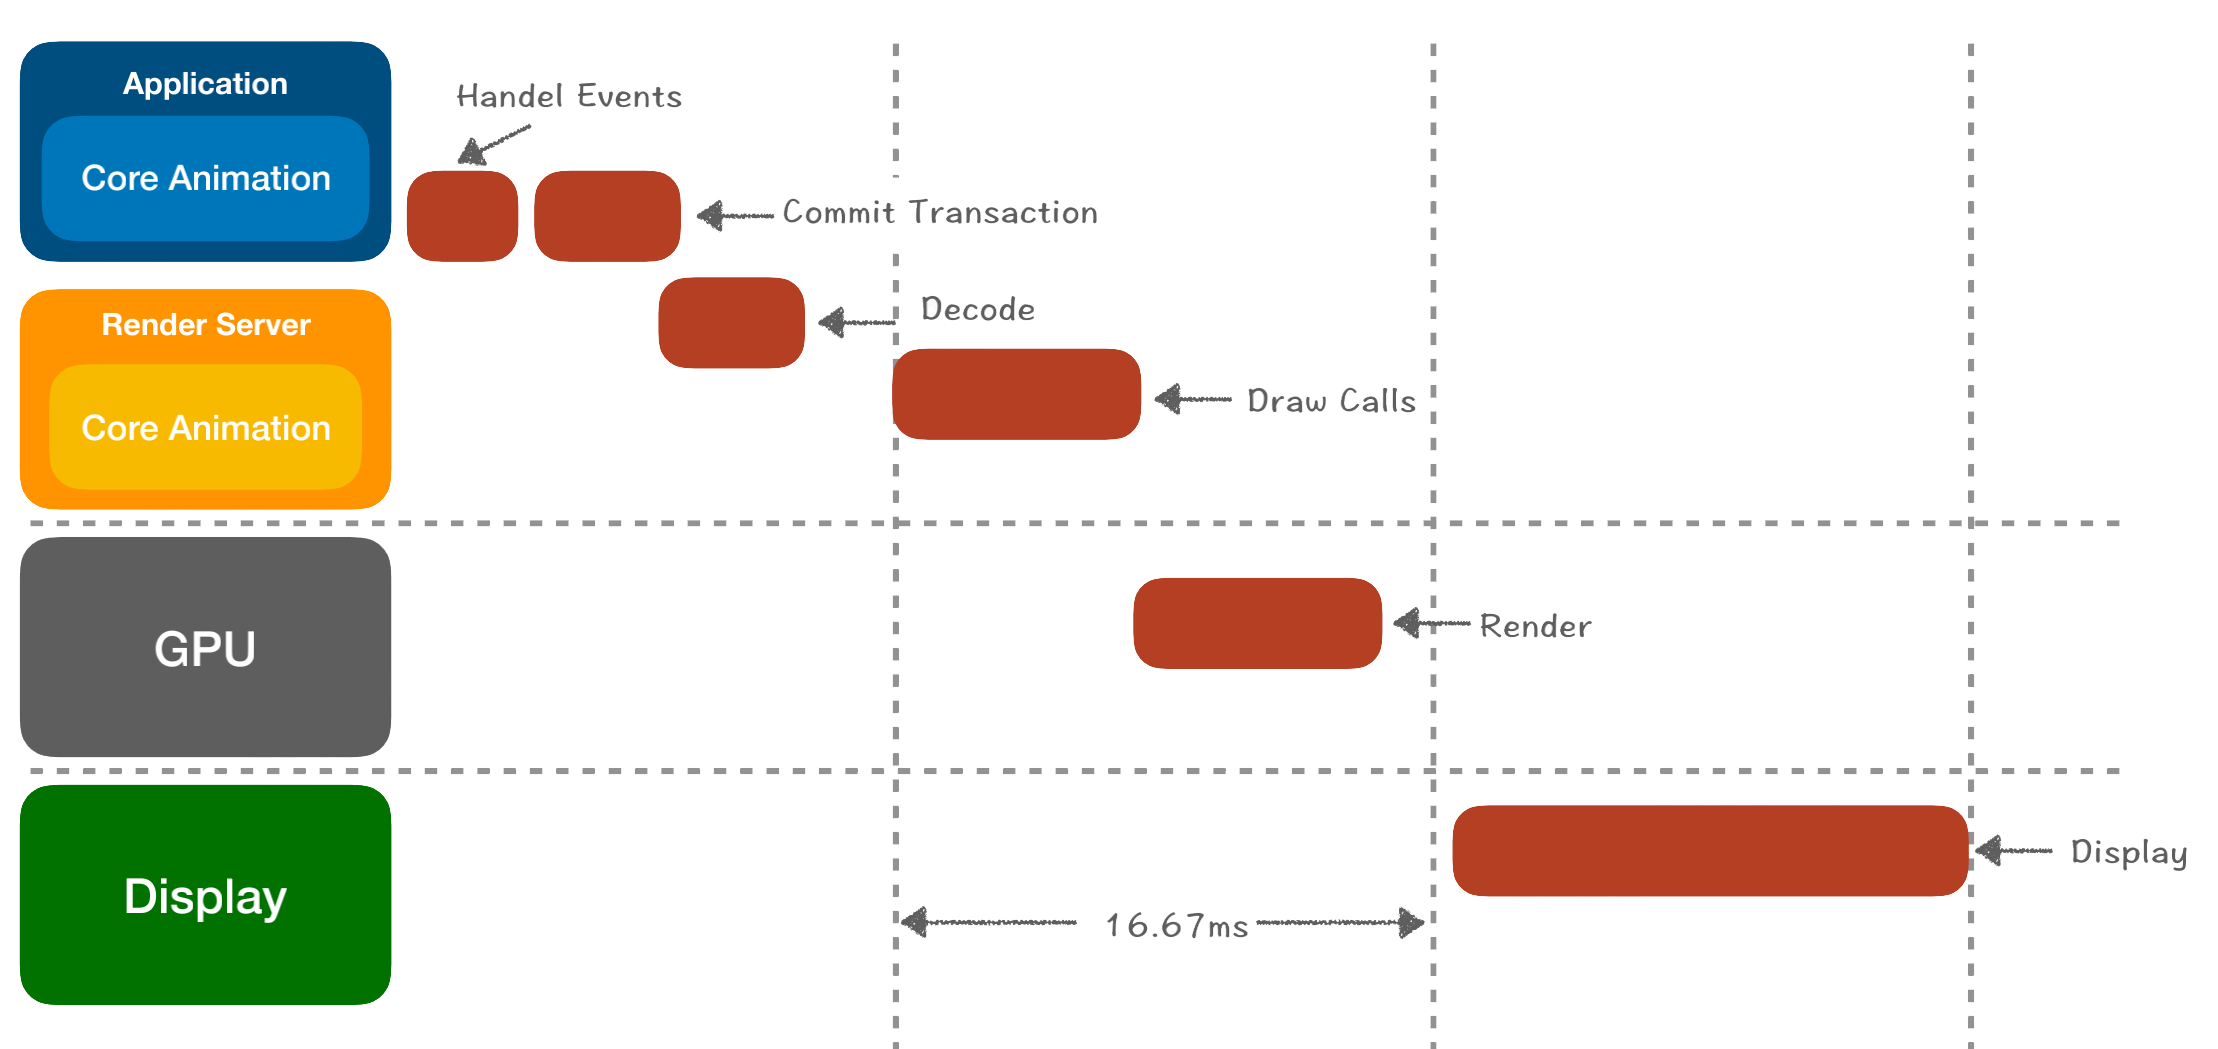 Application
Core Animation
Handel Events
Commit Transaction
Render Server
Core Animation
Decode
Draw Calls
GPU
Render
Display
Display
16.67ms